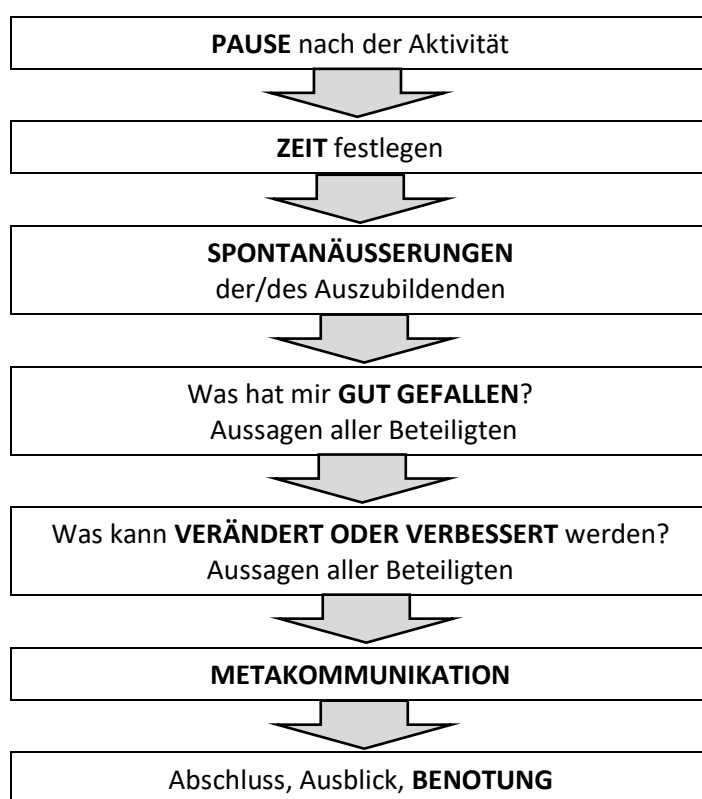 PAUSE nach der Aktivität
ZEIT festlegen
SPONTANÄUSSERUNGEN
der/des Auszubildenden
Was hat mir GUT GEFALLEN?
Aussagen aller Beteiligten
Was kann VERÄNDERT ODER VERBESSERT werden?
Aussagen aller Beteiligten
METAKOMMUNIKATION
Abschluss, Ausblick, BENOTUNG